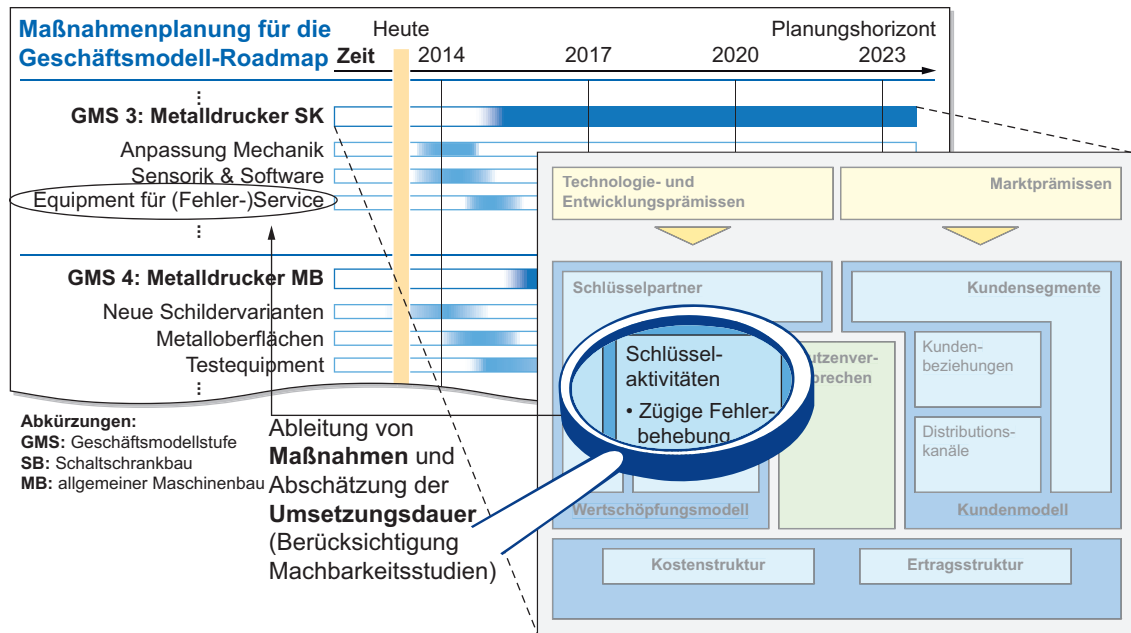 Maßnahmenplanung für die
Geschäftsmodell-Roadmap
Heute
Planungshorizont
Zeit
2014
2017
2020
2023
GMS 3: Metalldrucker SK
Anpassung Mechanik
Sensorik & Software
Equipment für (Fehler-)Service
GMS 4: Metalldrucker MB
Neue Schildervarianten
Metalloberflächen
Testequipment
Abkürzungen:
GMS: Geschäftsmodellstufe
SB: Schaltschrankbau
MB: allgemeiner Maschinenbau
Ableitung von
Maßnahmen und
Abschätzung der
Umsetzungsdauer
(Berücksichtigung
Machbarkeitsstudien)
Technologie- und
Entwicklungsprämissen
Marktprämissen
Schlüsselpartner
Kundensegmente
Schlüssel-
aktivitäten
• Zügige Fehler-
behebung
utzenver-
prechen
Kunden-
beziehungen
Distributions-
kanäle
Wertschöpfungsmodell
Kundenmodell
Kostenstruktur
Ertragsstruktur